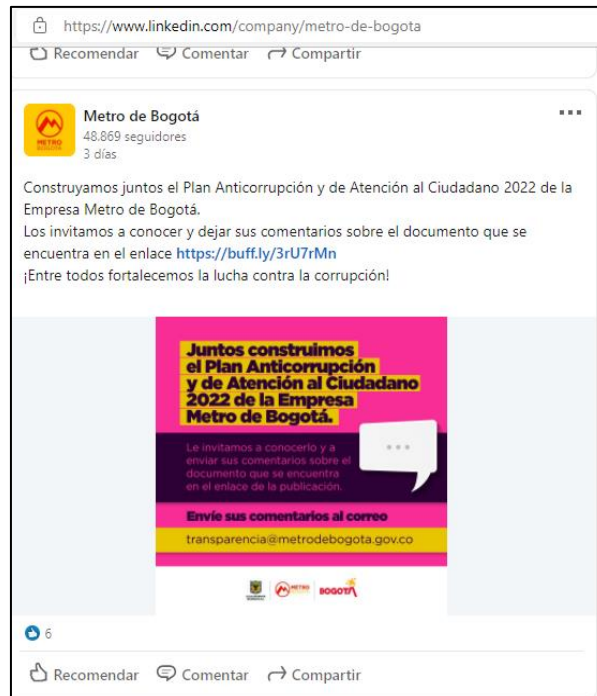 https://www.linkedin.com/company/metro-de-bogota
Recomendar Comentar Compartir
METRO
BOGOTÁ
Metro de Bogotá
48.869 seguidores
3 días
Construyamos juntos el Plan Anticorrupción y de Atención al Ciudadano 2022 de la
Empresa Metro de Bogotá.
Los invitamos a conocer y dejar sus comentarios sobre el documento que se
encuentra en el enlace https://buff.ly/3rU7rMn
¡Entre todos fortalecemos la lucha contra la corrupción!
Juntos construimos
el Plan Anticorrupción
y de Atención al Ciudadano
2022 de la Empresa
Metro de Bogotá.
Le invitamos a conocerlo y a
enviar sus comentarios sobre el
documento que se encuentra
en el enlace de la publicación.
Envíe sus comentarios al correo
transparencia@metrodebogota.gov.co
METRO
BOGOTÁ
6
Recomendar Comentar Compartir